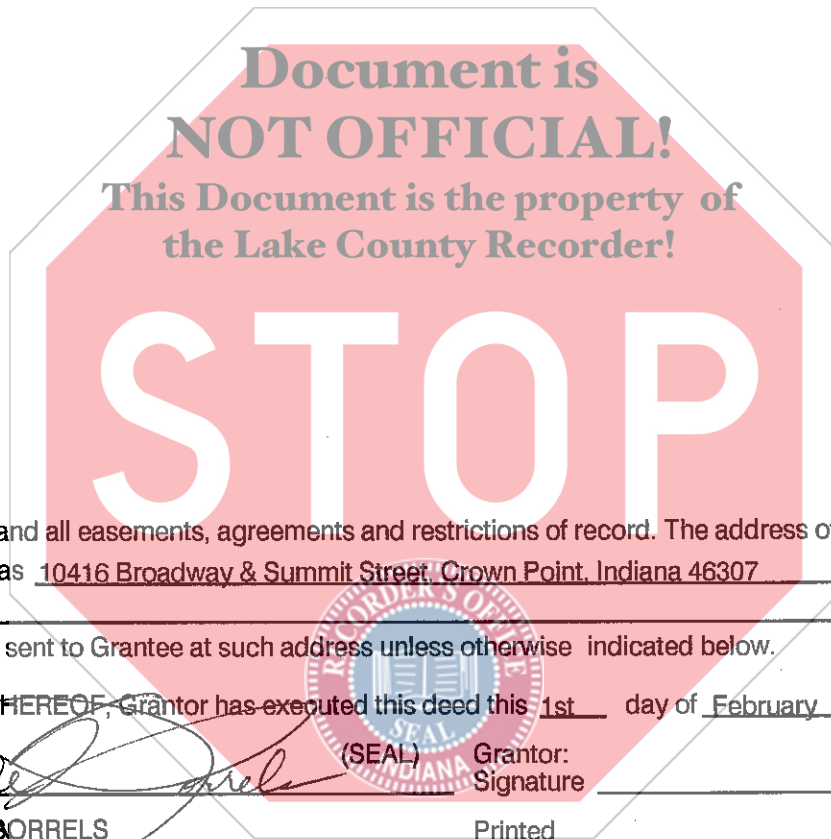 Document is
NOT OFFICIAL!
This Document is the property of
the Lake County Recorder!
STOP
and all easements, agreements and restrictions of record. The address of
as 10416 Broadway & Summit Street, Crown Point, Indiana 46307
sent to Grantee at such address unless otherwise indicated below.
HEREOF, Grantor has executed this deed this 1st day of February
RECORDER'S OFFICE
SEAL
INDIANA
(SEAL) Grantor:
Signature
Printed